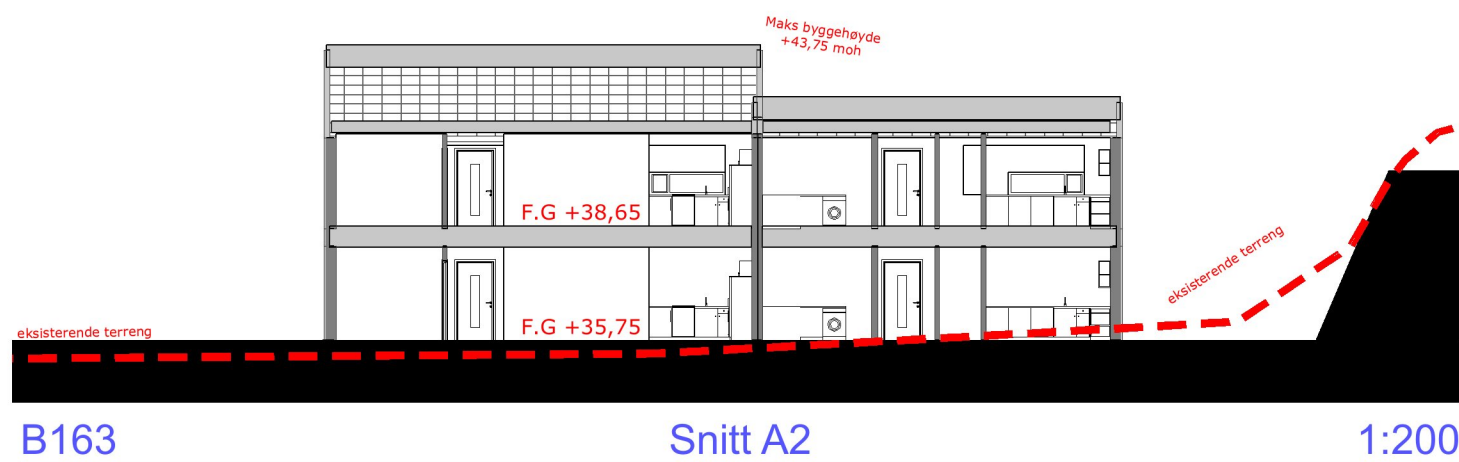 Maks byggehøyde
+43,75 moh
F.G +38,65
eksisterende terreng
F.G +35,75
eksisterende terreng
B163
Snitt A2
1:200